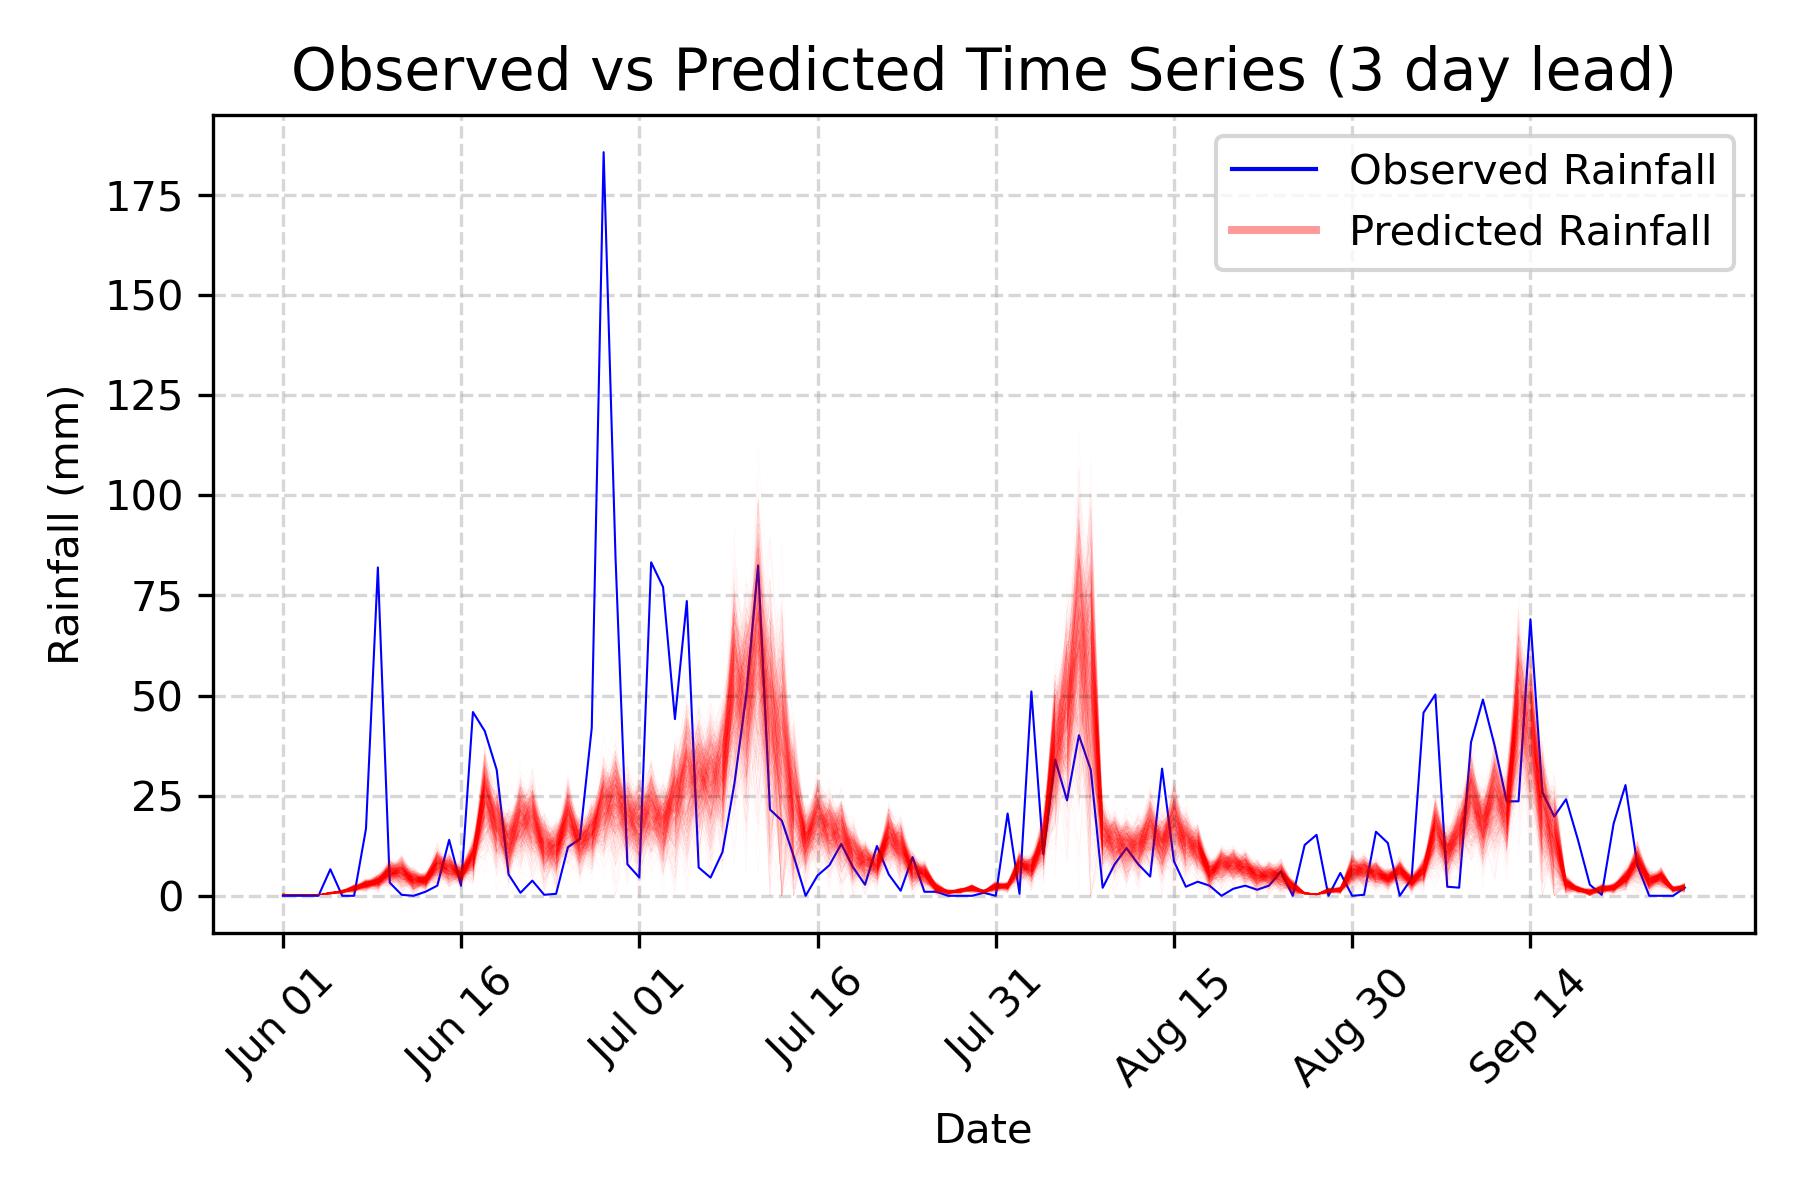 Observed vs Predicted Time Series (3 day lead)
Observed Rainfall
Predicted Rainfall
Rainfall (mm)
175
150
125
100
75
50
25
0
Jun 01
Jun 16
Jul 01
Jul 16
Jul 31
Aug 15
Aug 30
Sep 14
Date